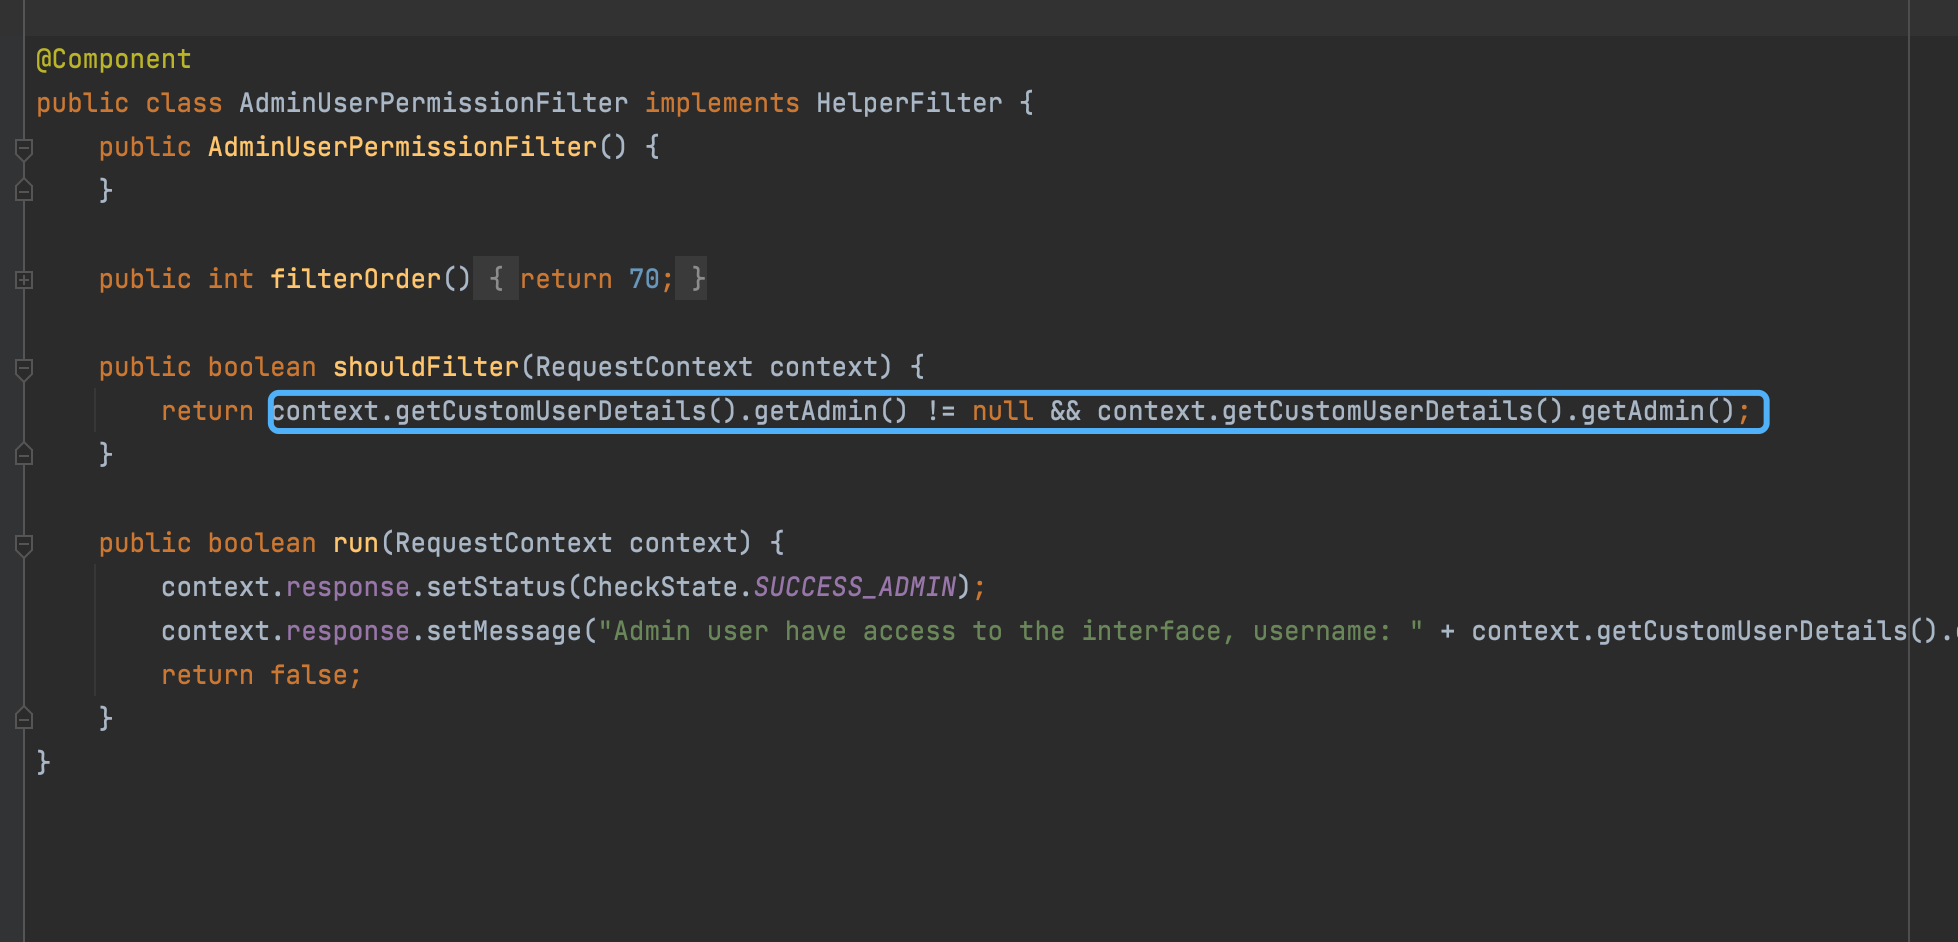 @Component
public class AdminUserPermissionFilter implements HelperFilter {
public AdminUserPermissionFilter() {
}
public int filterOrder() { return 70; }
public boolean shouldFilter(RequestContext context) {
return context.getCustomUserDetails().getAdmin() != null && context.getCustomUserDetails().getAdmin();
}
public boolean run(RequestContext context) {
context.response.setStatus(CheckState.SUCCESS_ADMIN);
context.response.setMessage("Admin user have access to the interface, username: " + context.getCustomUserDetails().
return false;
}
}